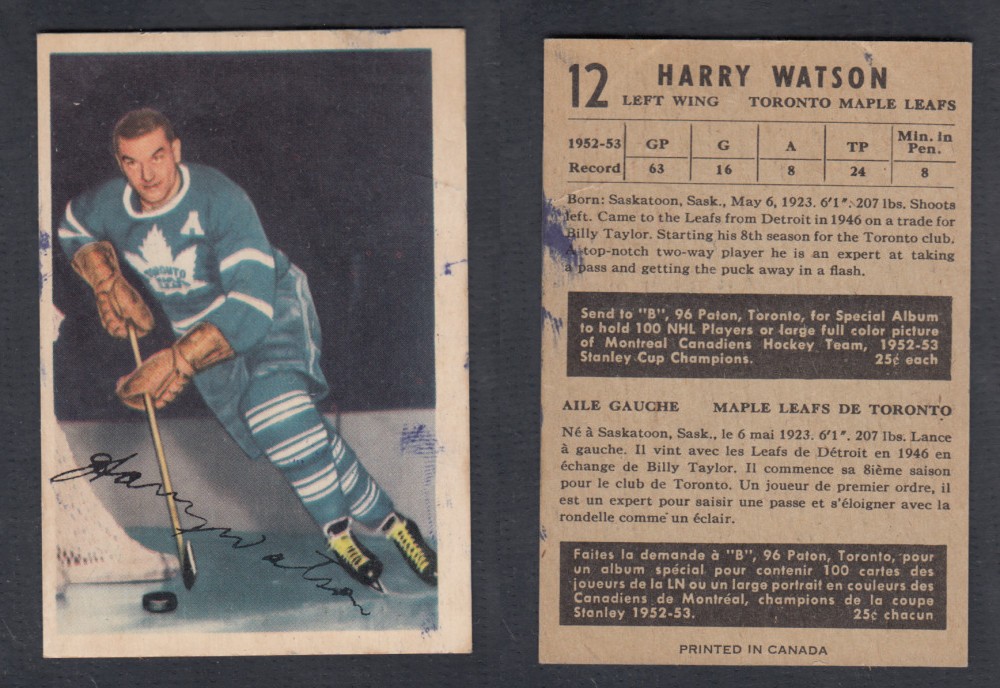 A
TORONTO
MAPLE
LEAFS
Harry Watson
12 HARRY WATSON
LEFT WING TORONTO MAPLE LEAFS
1952-53 Record GP G A TP Min. in Pen.
63 16 8 24 8
Born: Saskatoon, Sask., May 6, 1923. 6'1". 207 lbs. Shoots
left. Came to the Leafs from Detroit in 1946 on a trade for
Billy Taylor. Starting his 8th season for the Toronto club.
A top-notch two-way player he is an expert at taking
a pass and getting the puck away in a flash.
Send to "B", 96 Paton, Toronto, for Special Album
to hold 100 NHL Players or large full color picture
of Montreal Canadiens Hockey Team, 1952-53
Stanley Cup Champions. 25¢ each
AILE GAUCHE MAPLE LEAFS DE TORONTO
Né à Saskatoon, Sask., le 6 mai 1923. 6'1". 207 lbs. Lance
à gauche. Il vint avec les Leafs de Détroit en 1946 en
échange de Billy Taylor. Il commence sa 8ième saison
pour le club de Toronto. Un joueur de premier ordre, il
est un expert pour saisir une passe et s'éloigner avec la
rondelle comme un éclair.
Faites la demande à "B", 96 Paton, Toronto, pour
un album spécial pour contenir 100 cartes des
joueurs de la LN ou un large portrait en couleurs des
Canadiens de Montréal, champions de la coupe
Stanley 1952-53. 25¢ chacun
PRINTED IN CANADA